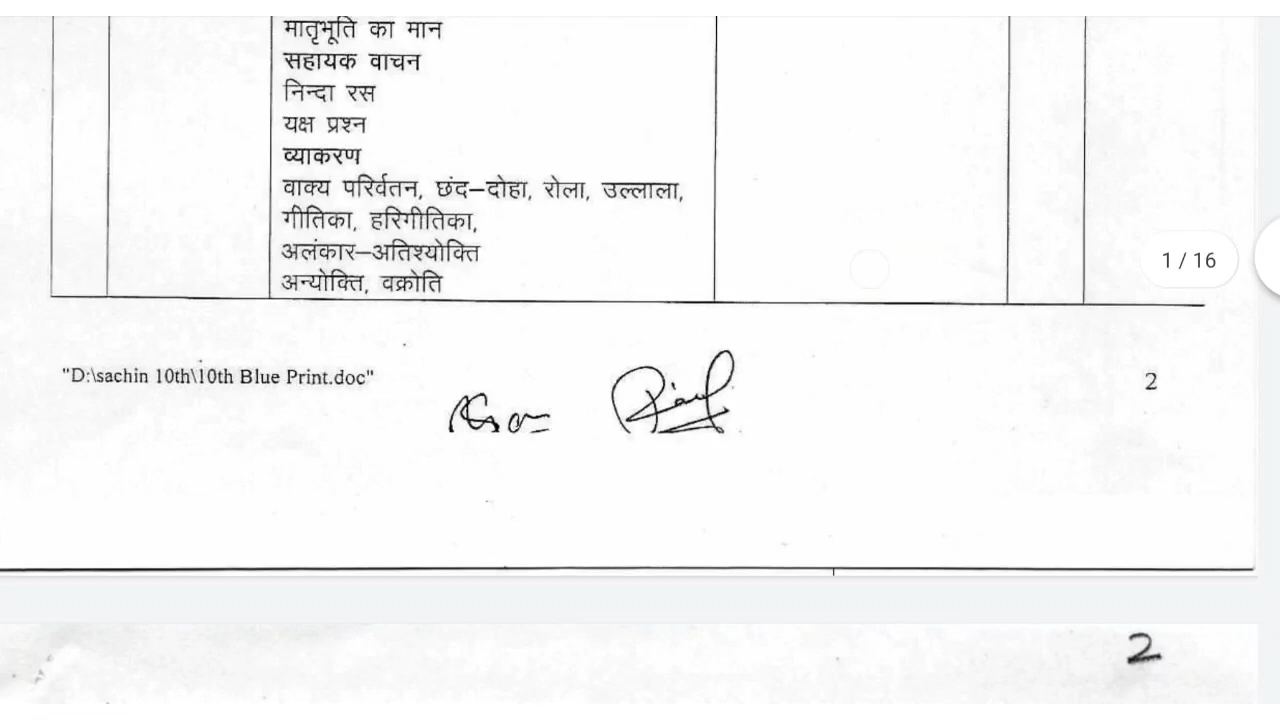 मातृभूति का मान
सहायक वाचन
निन्दा रस
यक्ष प्रश्न
व्याकरण
वाक्य परिर्वतन, छंद–दोहा, रोला, उल्लाला,
गीतिका, हरिगीतिका,
अलंकार–अतिश्योक्ति
अन्योक्ति, वक्रोति
1 / 16
"D:\sachin 10th\10th Blue Print.doc"
2
2